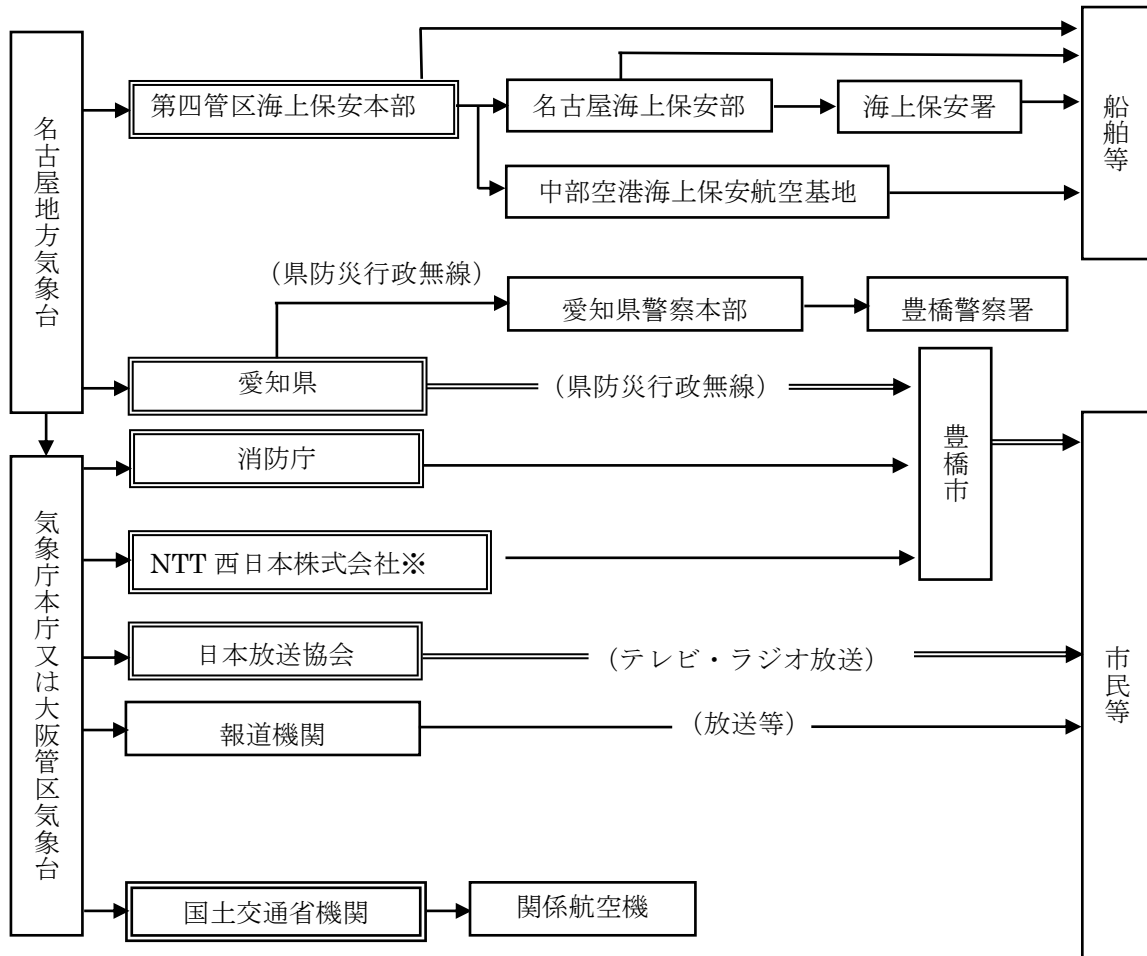 名古屋地方気象台
第四管区海上保安本部
名古屋海上保安部
海上保安署
船舶等
中部空港海上保安航空基地
（県防災行政無線）
愛知県警察本部
豊橋警察署
愛知県
（県防災行政無線）
豊橋市
消防庁
気象庁本庁又は大阪管区気象台
NTT 西日本株式会社※
日本放送協会
（テレビ・ラジオ放送）
市民等
報道機関
（放送等）
国土交通省機関
関係航空機